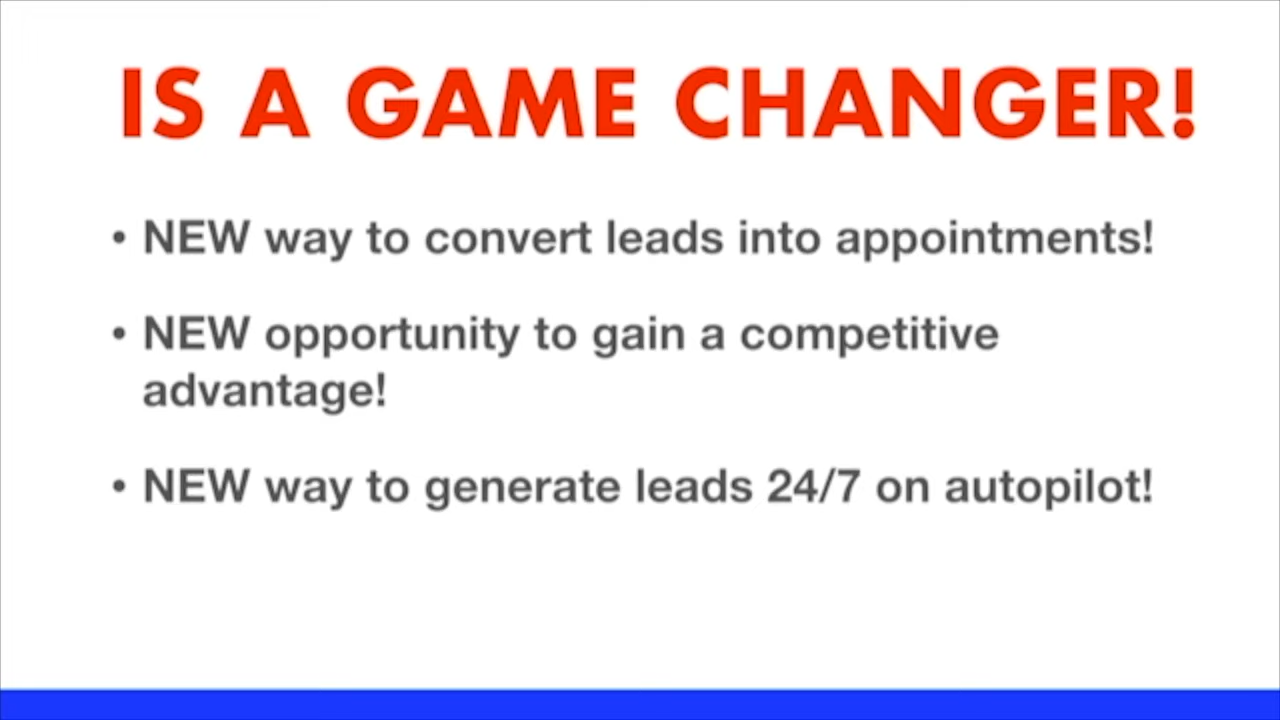 IS A GAME CHANGER!
• NEW way to convert leads into appointments!
• NEW opportunity to gain a competitive
advantage!
• NEW way to generate leads 24/7 on autopilot!